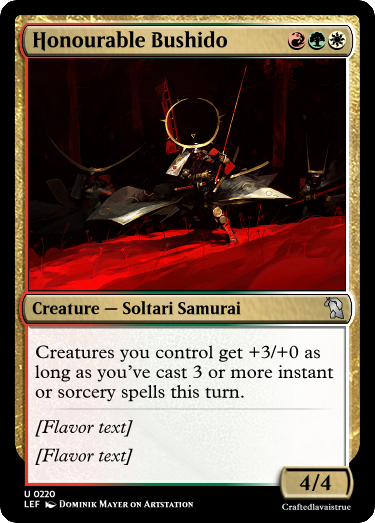 Honourable Bushido
Creature — Soltari Samurai
Creatures you control get +3/+0 as
long as you've cast 3 or more instant
or sorcery spells this turn.
[Flavor text]
[Flavor text]
4/4
U 0220
LEF Dominik Mayer on Artstation
Craftedlavaistrue